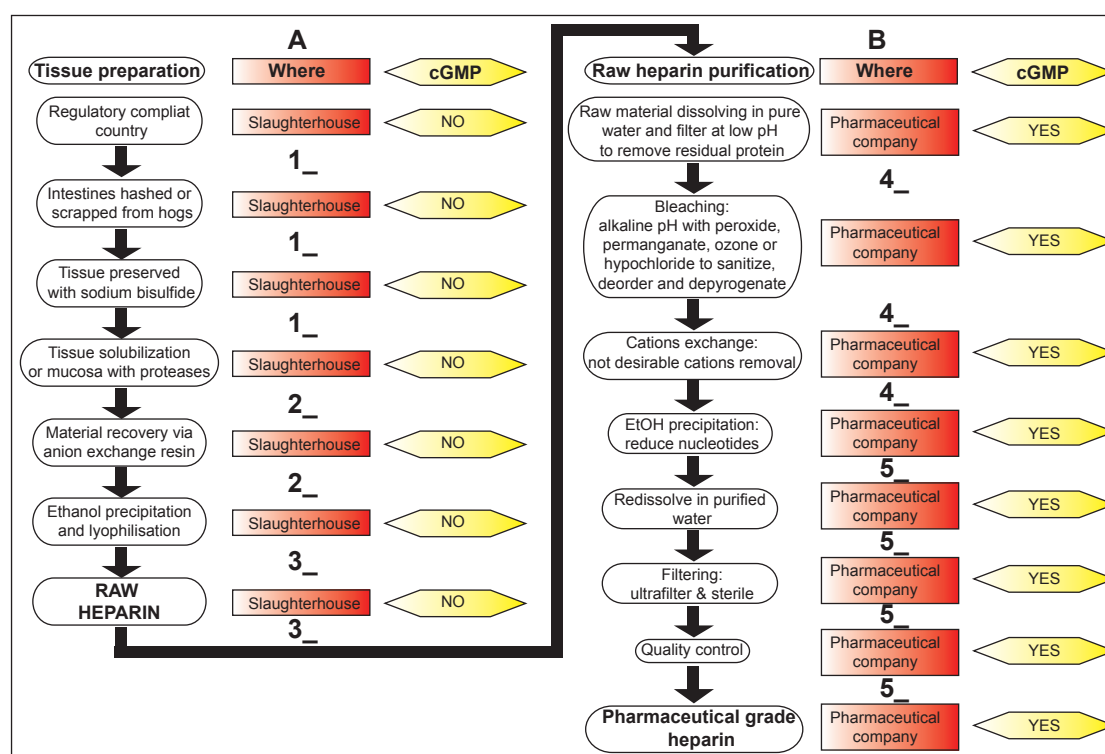 A
Tissue preparation
Where
cGMP
Regulatory compliat
country
Slaughterhouse
NO
1_
Intestines hashed or
scrapped from hogs
Slaughterhouse
NO
1_
Tissue preserved
with sodium bisulfide
Slaughterhouse
NO
1_
Tissue solubilization
or mucosa with proteases
Slaughterhouse
NO
2_
Material recovery via
anion exchange resin
Slaughterhouse
NO
2_
Ethanol precipitation
and lyophilisation
Slaughterhouse
NO
3_
RAW
HEPARIN
Slaughterhouse
NO
3_
B
Raw heparin purification
Where
cGMP
Raw material dissolving in pure
water and filter at low pH
to remove residual protein
Pharmaceutical
company
YES
4_
Bleaching:
alkaline pH with peroxide,
permanganate, ozone or
hypochloride to sanitize,
deorder and depyrogenate
Pharmaceutical
company
YES
4_
Cations exchange:
not desirable cations removal
Pharmaceutical
company
YES
4_
EtOH precipitation:
reduce nucleotides
Pharmaceutical
company
YES
5_
Redissolve in purified
water
Pharmaceutical
company
YES
5_
Filtering:
ultrafilter & sterile
Pharmaceutical
company
YES
5_
Quality control
Pharmaceutical
company
YES
5_
Pharmaceutical grade
heparin
Pharmaceutical
company
YES